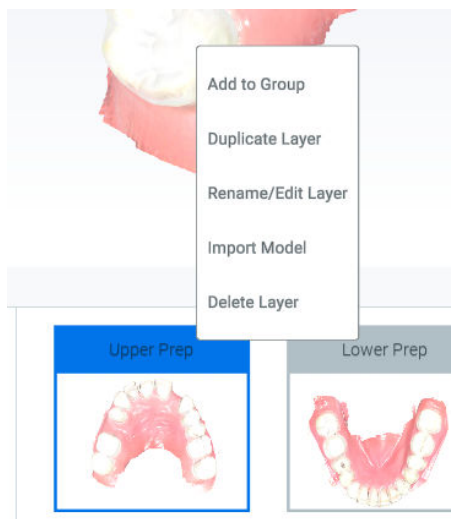 Add to Group
Duplicate Layer
Rename/Edit Layer
Import Model
Delete Layer
Upper Prep
Lower Prep